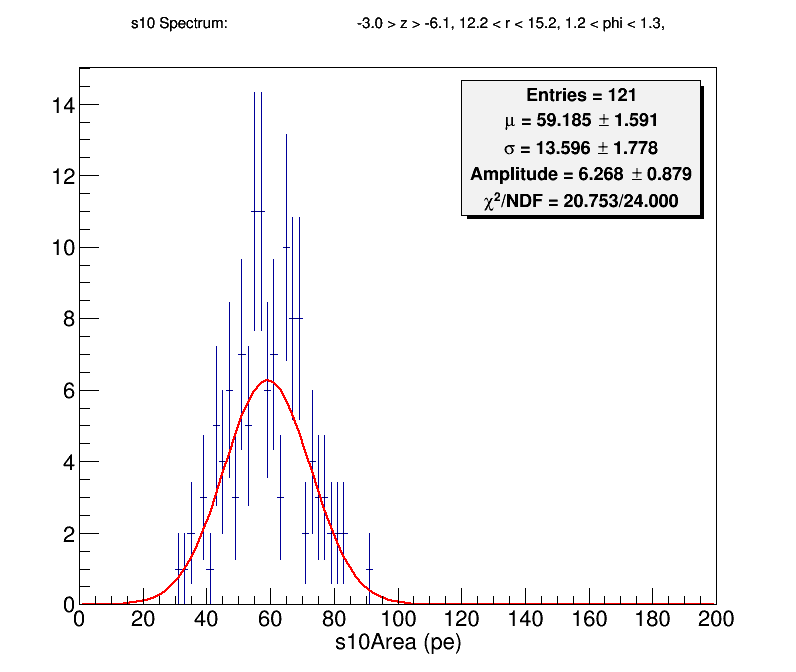 s10 Spectrum: -3.0 > z > -6.1, 12.2 < r < 15.2, 1.2 < phi < 1.3,
Entries = 121
μ = 59.185 ± 1.591
σ = 13.596 ± 1.778
Amplitude = 6.268 ± 0.879
χ²/NDF = 20.753/24.000
14
12
10
8
6
4
2
0
0 20 40 60 80 100 120 140 160 180 200
s10Area (pe)